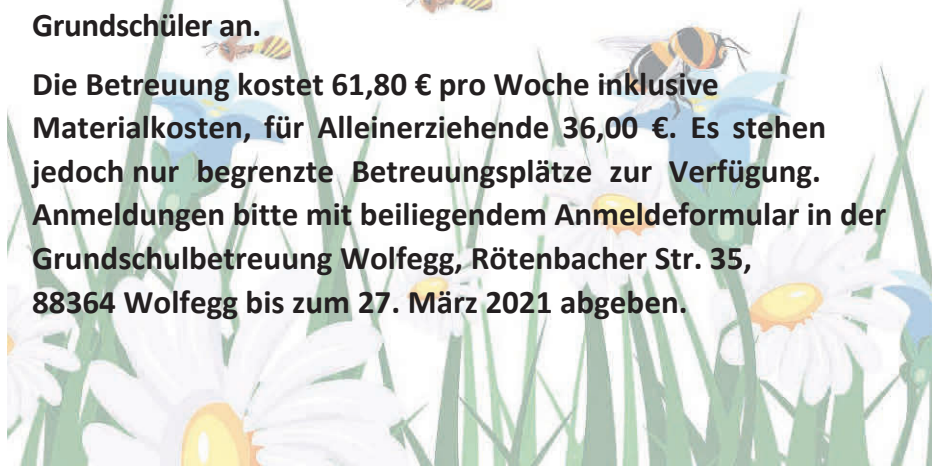 Grundschüler an.
Die Betreuung kostet 61,80 € pro Woche inklusive
Materialkosten, für Alleinerziehende 36,00 €. Es stehen
jedoch nur begrenzte Betreuungsplätze zur Verfügung.
Anmeldungen bitte mit beiliegendem Anmeldeformular in der
Grundschulbetreuung Wolfegg, Rötenbacher Str. 35,
88364 Wolfegg bis zum 27. März 2021 abgeben.